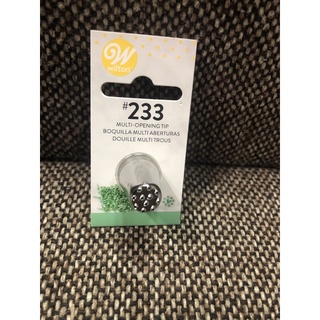 W
Wilton
#233
MULTI-OPENING TIP
BOQUILLA MULTI ABERTURAS
DOUILLE MULTI TROUS